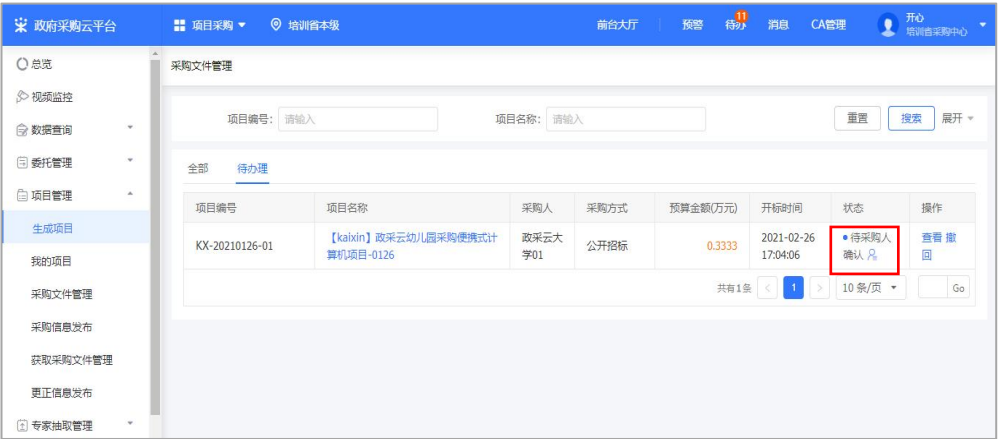 政府采购云平台
项目采购
培训省本级
前台大厅
预警
待办
11
消息
CA管理
开心
培训省采购中心
总览
视频监控
数据查询
委托管理
项目管理
生成项目
我的项目
采购文件管理
采购信息发布
获取采购文件管理
更正信息发布
专家抽取管理
采购文件管理
项目编号： 请输入
项目名称： 请输入
重置
搜索
展开
全部
待办理
项目编号 项目名称 采购人 采购方式 预算金额(万元) 开标时间 状态 操作
KX-20210126-01
【kaixin】政采云幼儿园采购便携式计
算机项目-0126
政采云大
学01
公开招标
0.3333
2021-02-26
17:04:06
待采购人
确认
查看 撤
回
共有1条 < 1 > 10 条/页 Go